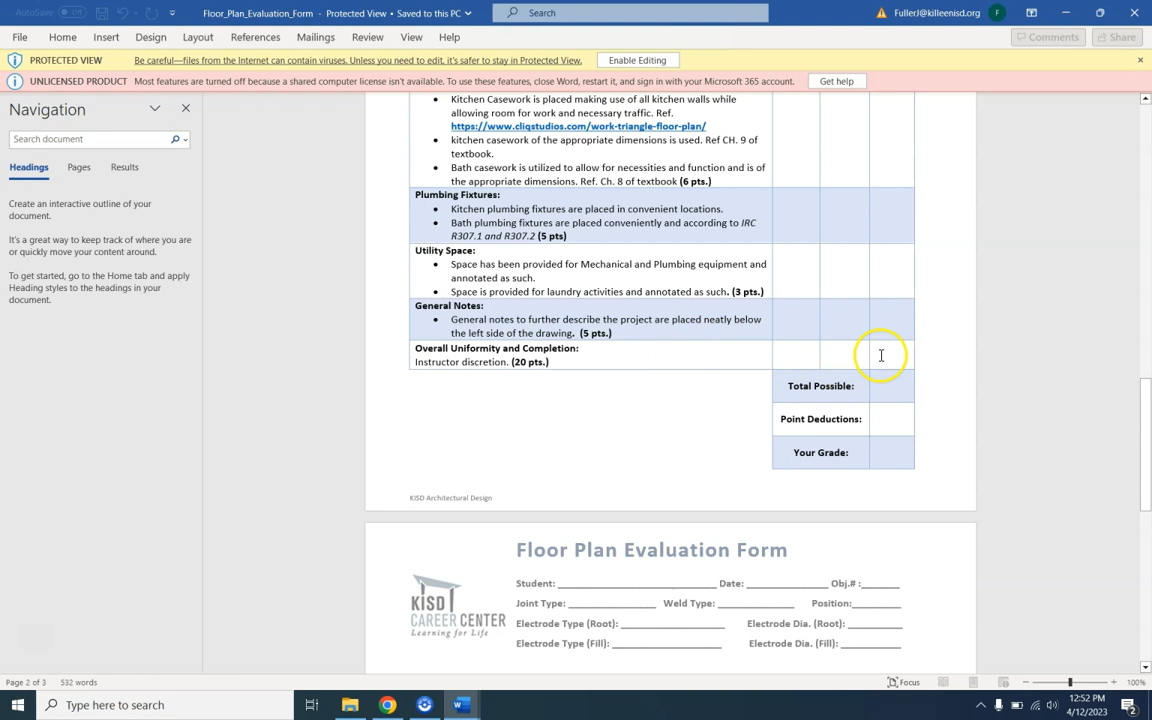 AutoSave Off
Floor_Plan_Evaluation_Form - Protected View • Saved to this PC
Search
FullerJ@killeenisd.org
F
File Home Insert Design Layout References Mailings Review View Help
Comments
Share
PROTECTED VIEW Be careful—files from the Internet can contain viruses. Unless you need to edit, it's safer to stay in Protected View.
Enable Editing
UNLICENSED PRODUCT Most features are turned off because a shared computer license isn't available. To use these features, close Word, restart it, and sign in with your Microsoft 365 account.
Get help
Navigation
Search document
Headings Pages Results
Create an interactive outline of your
document.
It's a great way to keep track of where you are
or quickly move your content around.
To get started, go to the Home tab and apply
Heading styles to the headings in your
document.
• Kitchen Casework is placed making use of all kitchen walls while
allowing room for work and necessary traffic. Ref.
https://www.cliqstudios.com/work-triangle-floor-plan/
• kitchen casework of the appropriate dimensions is used. Ref CH. 9 of
textbook.
• Bath casework is utilized to allow for necessities and function and is of
the appropriate dimensions. Ref. Ch. 8 of textbook (6 pts.)
Plumbing Fixtures:
• Kitchen plumbing fixtures are placed in convenient locations.
• Bath plumbing fixtures are placed conveniently and according to IRC
R307.1 and R307.2 (5 pts)
Utility Space:
• Space has been provided for Mechanical and Plumbing equipment and
annotated as such.
• Space is provided for laundry activities and annotated as such. (3 pts.)
General Notes:
• General notes to further describe the project are placed neatly below
the left side of the drawing. (5 pts.)
Overall Uniformity and Completion:
Instructor discretion. (20 pts.)
Total Possible:
Point Deductions:
Your Grade:
KISD Architectural Design
Floor Plan Evaluation Form
KISD
CAREER CENTER
Learning for Life
Student: ____________ Date: ____________ Obj.# :_______
Joint Type: ____________ Weld Type: ____________ Position:_________
Electrode Type (Root): ____________ Electrode Dia. (Root): __________
Electrode Type (Fill): ____________ Electrode Dia. (Fill): ____________
Page 2 of 3 532 words
Focus
100%
Type here to search
12:52 PM
4/12/2023
2